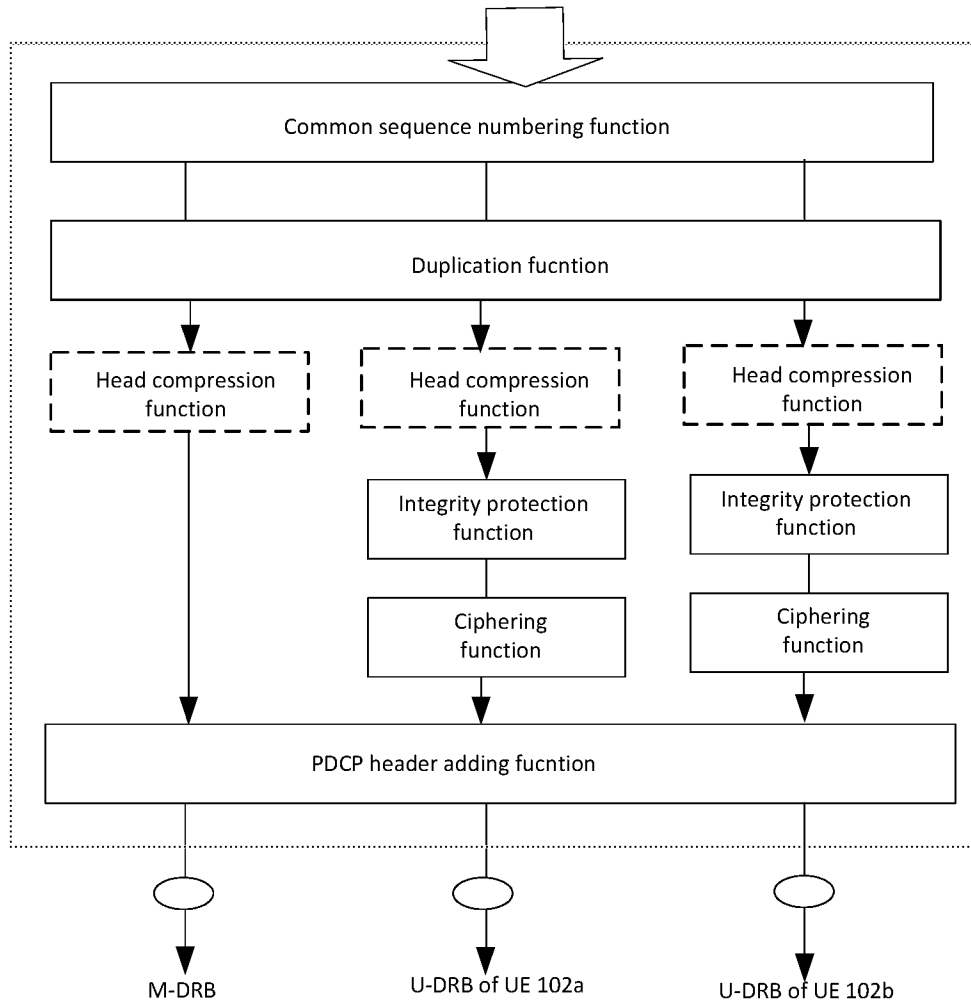 Common sequence numbering function
Duplication fucntion
Head compression
function
Head compression
function
Head compression
function
Integrity protection
function
Integrity protection
function
Ciphering
function
Ciphering
function
PDCP header adding fucntion
M-DRB
U-DRB of UE 102a
U-DRB of UE 102b